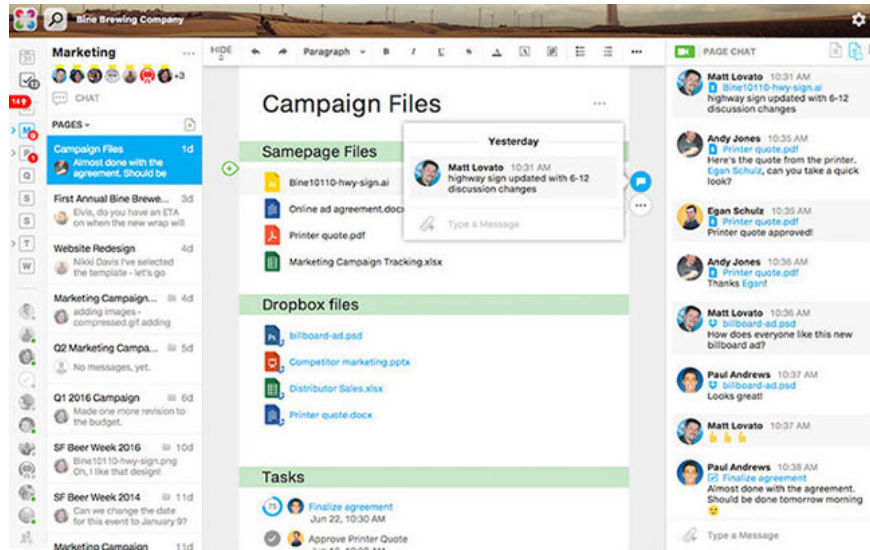 Bine Brewing Company
31
Marketing
+3
CHAT
PAGES
Campaign Files 1d
Almost done with the
agreement. Should be
First Annual Bine Brewe... 3d
Elvis, do you have an ETA
on when the new wrap will
Website Redesign 4d
Nikki Davis I've selected
the template - let's go
Marketing Campaign... 4d
adding images -
compressed.gif adding
Q2 Marketing Campa... 5d
No messages, yet.
Q1 2016 Campaign 6d
Made one more revision to
the budget.
SF Beer Week 2016 10d
Bine10110-hwy-sign.png
Oh, I like that design!
SF Beer Week 2014 11d
Can we change the
date for this event to January 9?
Marketing Campaign 11d
14
M
P
Q
S
S
T
W
HIDE
Paragraph
B I U S A
Campaign Files
Samepage Files
Bine10110-hwy-sign.ai
Online ad agreement.docx
Printer quote.pdf
Marketing Campaign Tracking.xlsx
Yesterday
Matt Lovato 10:31 AM
highway sign updated with 6-12
discussion changes
Type a Message
Dropbox files
billboard-ad.psd
Competitor marketing.pptx
Distributor Sales.xlsx
Printer quote.docx
Tasks
75
Finalize agreement
Jun 22, 10:30 AM
Approve Printer Quote
PAGE CHAT
Matt Lovato 10:31 AM
Bine10110-hwy-sign.ai
highway sign updated with 6-12
discussion changes
Andy Jones 10:35 AM
Printer quote.pdf
Here's the quote from the printer.
Egan Schulz, can you take a quick
look?
Egan Schulz 10:35 AM
Printer quote.pdf
Printer quote approved!
Andy Jones 10:36 AM
Printer quote.pdf
Thanks Egan!
Matt Lovato 10:36 AM
billboard-ad.psd
How does everyone like this new
billboard ad?
Paul Andrews 10:37 AM
billboard-ad.psd
Looks great!
Matt Lovato 10:37 AM
Paul Andrews 10:38 AM
Finalize agreement
Almost done with the agreement.
Should be done tomorrow morning
Type a Message